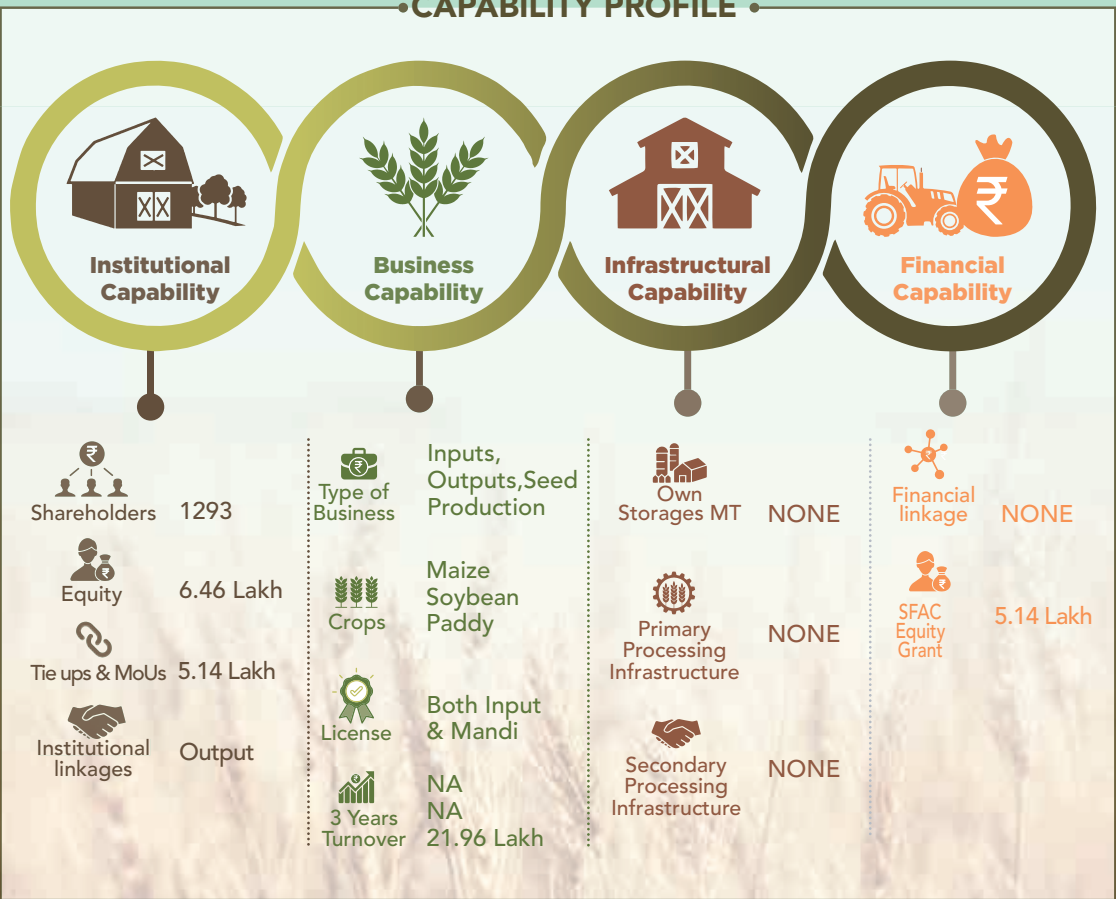 CAPABILITY PROFILE
Institutional
Capability
Business
Capability
Infrastructural
Capability
Financial
Capability
Shareholders 1293
Equity 6.46 Lakh
Tie ups & MoUs 5.14 Lakh
Institutional
linkages
Output
Type of
Business
Inputs,
Outputs,Seed
Production
Crops
Maize
Soybean
Paddy
License
Both Input
& Mandi
3 Years
Turnover
NA
NA
21.96 Lakh
Own
Storages MT NONE
Primary
Processing
Infrastructure
NONE
Secondary
Processing
Infrastructure
NONE
Financial
linkage NONE
SFAC
Equity
Grant
5.14 Lakh